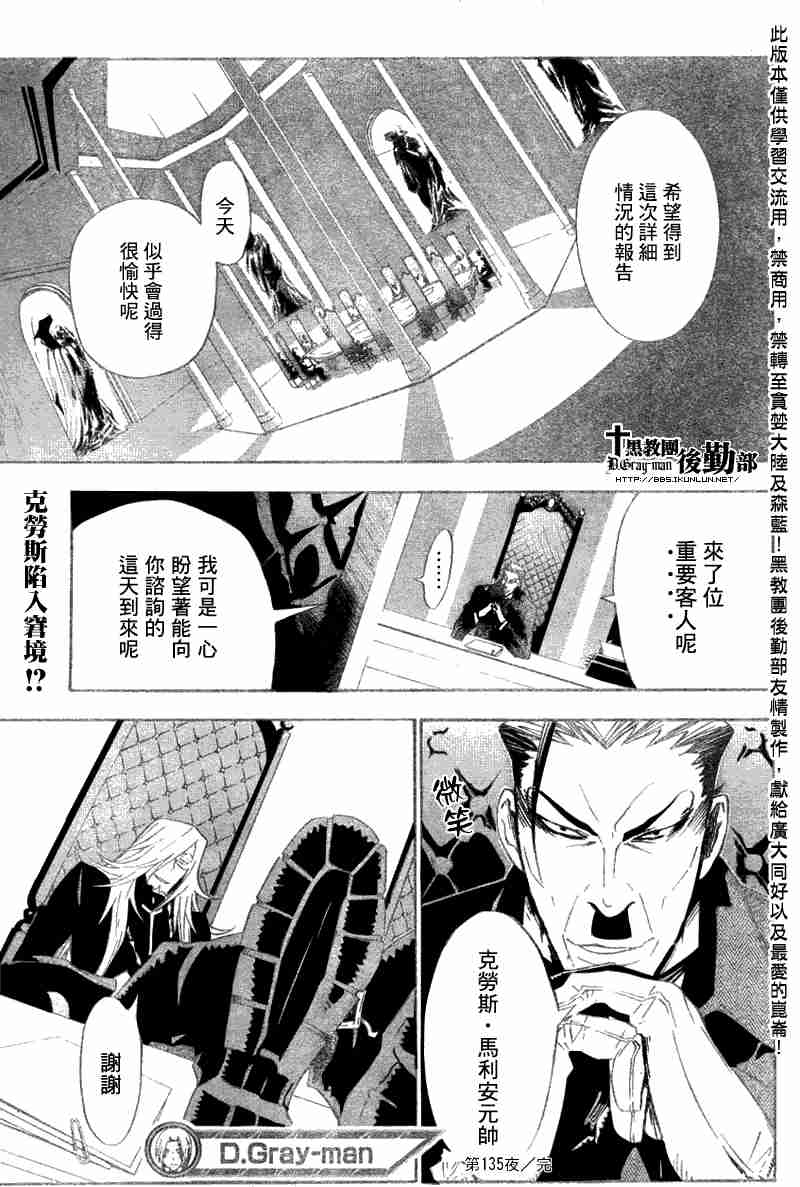 希望得到
這次詳細
情況的報告
今天
似乎會過得
很愉快呢
黑教團
D.Gray-man
後勤部
HTTP://BBS.IKUNLUN.NET/
來了位
重要客人呢
……
我可是一心
盼望著能向
你諮詢的
這天到來呢
克勞斯陷入窘境!?
微笑
克勞斯·馬利安元帥
謝謝
D.Gray-man
第135夜／完
此版本僅供學習交流用，禁商用，禁轉至貪婪大陸及森藍!!黑教團後勤部友情製作，獻給廣大同好以及最愛的崑崙!